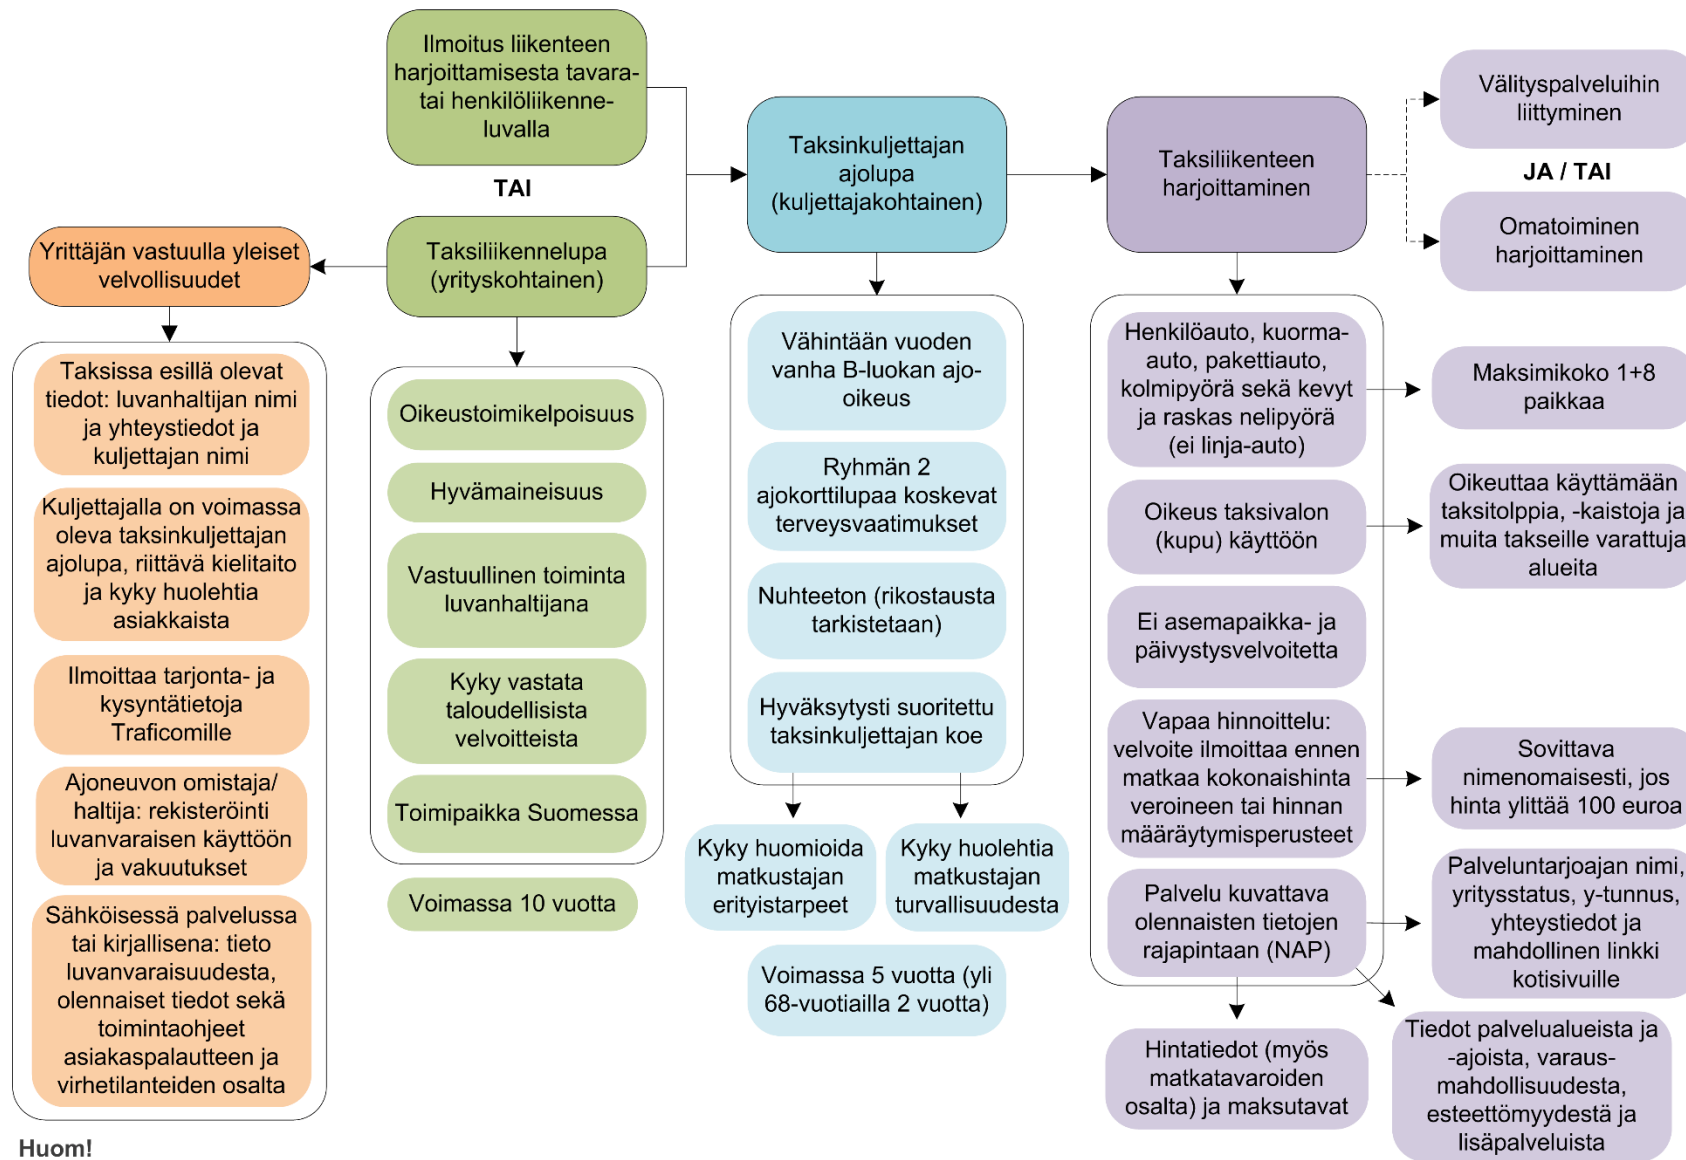 Ilmoitus liikenteen
harjoittamisesta tavara-
tai henkilöliikenne-
luvalla
TAI
Taksiliikennelupa
(yrityskohtainen)
Yrittäjän vastuulla yleiset
velvollisuudet
Taksissa esillä olevat
tiedot: luvanhaltijan nimi
ja yhteystiedot ja
kuljettajan nimi
Kuljettajalla on voimassa
oleva taksinkuljettajan
ajolupa, riittävä kielitaito
ja kyky huolehtia
asiakkaista
Ilmoittaa tarjonta- ja
kysyntätietoja
Traficomille
Ajoneuvon omistaja/
haltija: rekisteröinti
luvanvaraisen käyttöön
ja vakuutukset
Sähköisessä palvelussa
tai kirjallisena: tieto
luvanvaraisuudesta,
olennaiset tiedot sekä
toimintaohjeet
asiakaspalautteen ja
virhetilanteiden osalta
Huom!
Oikeustoimikelpoisuus
Hyvämaineisuus
Vastuullinen toiminta
luvanhaltijana
Kyky vastata
taloudellisista
velvoitteista
Toimipaikka Suomessa
Voimassa 10 vuotta
Taksinkuljettajan
ajolupa
(kuljettajakohtainen)
Vähintään vuoden
vanha B-luokan ajo-
oikeus
Ryhmän 2
ajokorttilupaa koskevat
terveysvaatimukset
Nuhteeton (rikostausta
tarkistetaan)
Hyväksytysti suoritettu
taksinkuljettajan koe
Kyky huomioida
matkustajan
erityistarpeet
Kyky huolehtia
matkustajan
turvallisuudesta
Voimassa 5 vuotta (yli
68-vuotiailla 2 vuotta)
Taksiliikenteen
harjoittaminen
Henkilöauto, kuorma-
auto, pakettiauto,
kolmipyörä sekä kevyt
ja raskas nelipyörä
(ei linja-auto)
Oikeus taksivalon
(kupu) käyttöön
Ei asemapaikka- ja
päivystysvelvoitetta
Vapaa hinnoittelu:
velvoite ilmoittaa ennen
matkaa kokonaishinta
veroineen tai hinnan
määräytymisperusteet
Palvelu kuvattava
olennaisten tietojen
rajapintaan (NAP)
Hintatiedot (myös
matkatavaroiden
osalta) ja maksutavat
Välityspalveluihin
liittyminen
JA / TAI
Omatoiminen
harjoittaminen
Maksimikoko 1+8
paikkaa
Oikeuttaa käyttämään
taksitolppia, -kaistoja ja
muita takseille varattuja
alueita
Sovittava
nimenomaisesti, jos
hinta ylittää 100 euroa
Palveluntarjoajan nimi,
yritysstatus, y-tunnus,
yhteystiedot ja
mahdollinen linkki
kotisivuille
Tiedot palvelualueista ja
-ajoista, varaus-
mahdollisuudesta,
esteettömyydestä ja
lisäpalveluista